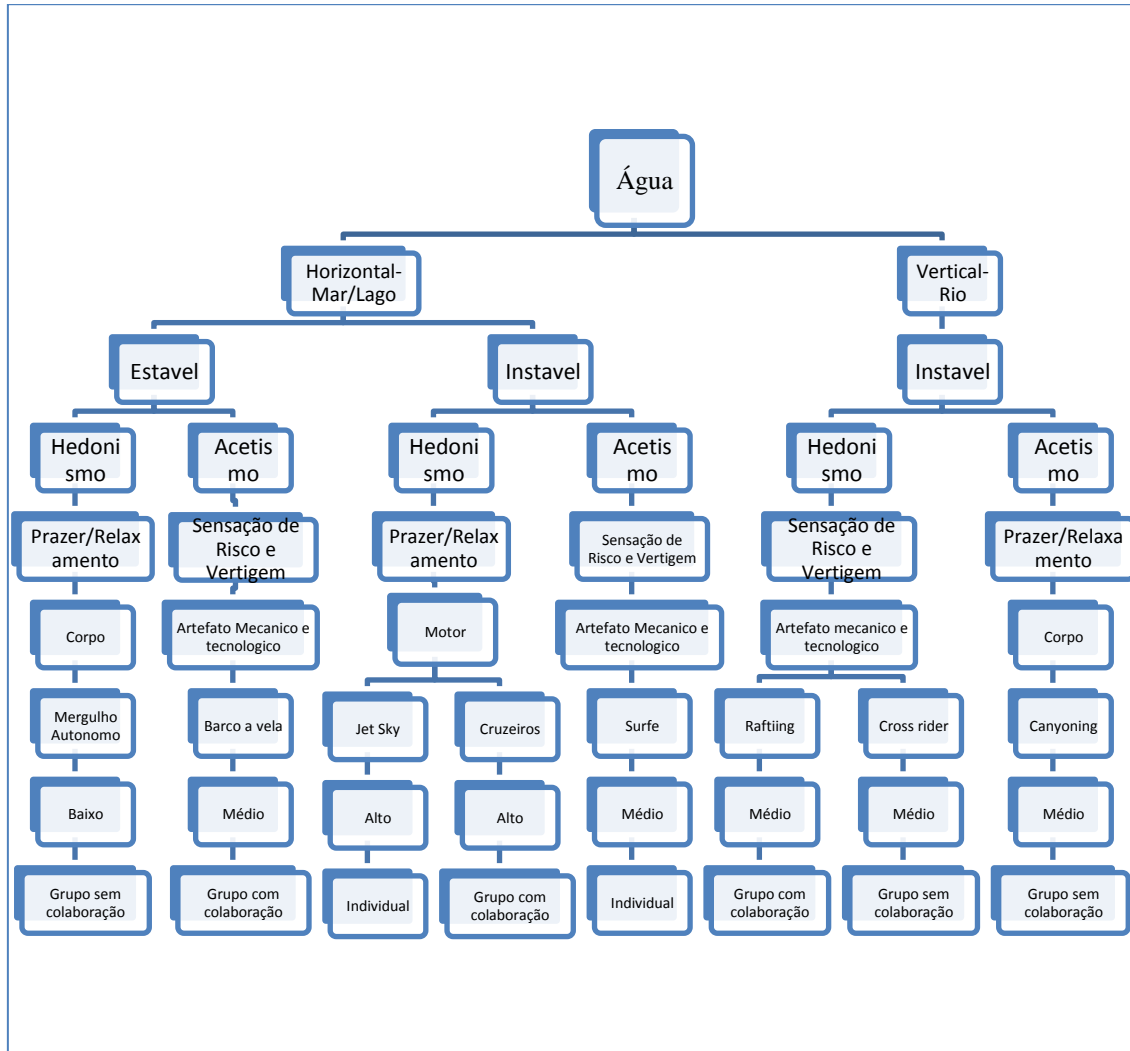 Água
Horizontal-
Mar/Lago
Vertical-
Rio
Estavel
Instavel
Instavel
Hedoni
smo
Acetis
mo
Hedoni
smo
Acetis
mo
Hedoni
smo
Acetis
mo
Prazer/Relax
amento
Sensação de
Risco e
Vertigem
Prazer/Relax
amento
Sensação de
Risco e Vertigem
Sensação de
Risco e
Vertigem
Prazer/Relaxa
mento
Corpo
Artefato Mecanico e
tecnologico
Motor
Artefato Mecanico e
tecnologico
Artefato mecanico e
tecnologico
Corpo
Mergulho
Autonomo
Barco a vela
Jet Sky
Cruzeiros
Surfe
Raftiing
Cross rider
Canyoning
Baixo
Médio
Alto
Alto
Médio
Médio
Médio
Médio
Grupo sem
colaboração
Grupo com
colaboração
Individual
Grupo com
colaboração
Individual
Grupo com
colaboração
Grupo sem
colaboração
Grupo sem
colaboração